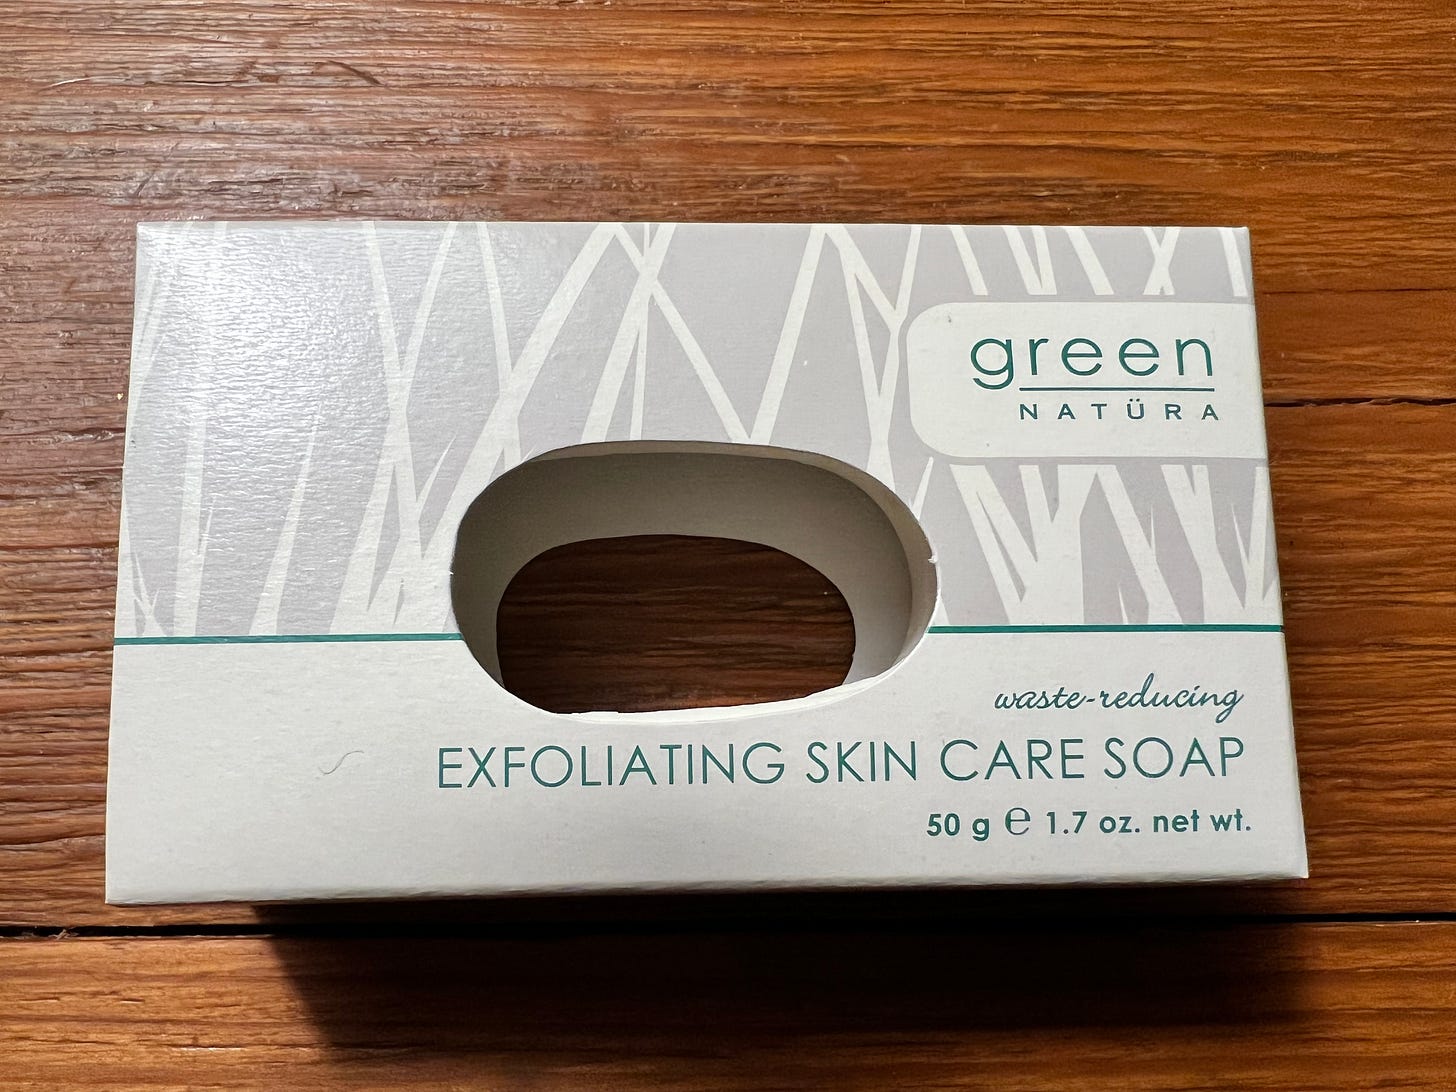 green
NATÜRA
waste-reducing
EXFOLIATING SKIN CARE SOAP
50 g ℮ 1.7 oz. net wt.